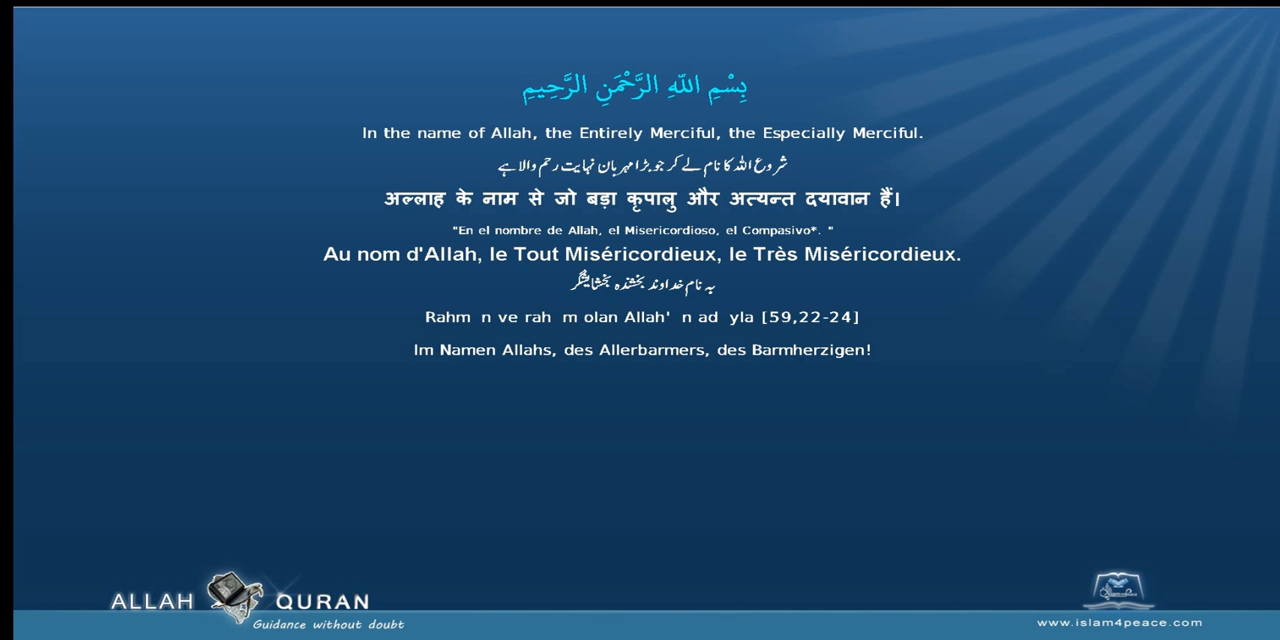 بِسْمِ اللّهِ الرَّحْمَنِ الرَّحِيمِ
In the name of Allah, the Entirely Merciful, the Especially Merciful.
شروع اللہ کا نام لے کر جو بڑا مہربان نہایت رحم والا ہے
अल्लाह के नाम से जो बड़ा कृपालु और अत्यन्त दयावान हैं।
"En el nombre de Allah, el Misericordioso, el Compasivo*. "
Au nom d'Allah, le Tout Miséricordieux, le Très Miséricordieux.
به نام خداوند بخشنده بخشایشگر
Rahm n ve rah m olan Allah' n ad yla [59,22-24]
Im Namen Allahs, des Allerbarmers, des Barmherzigen!
ALLAH QURAN
Guidance without doubt
www.islam4peace.com